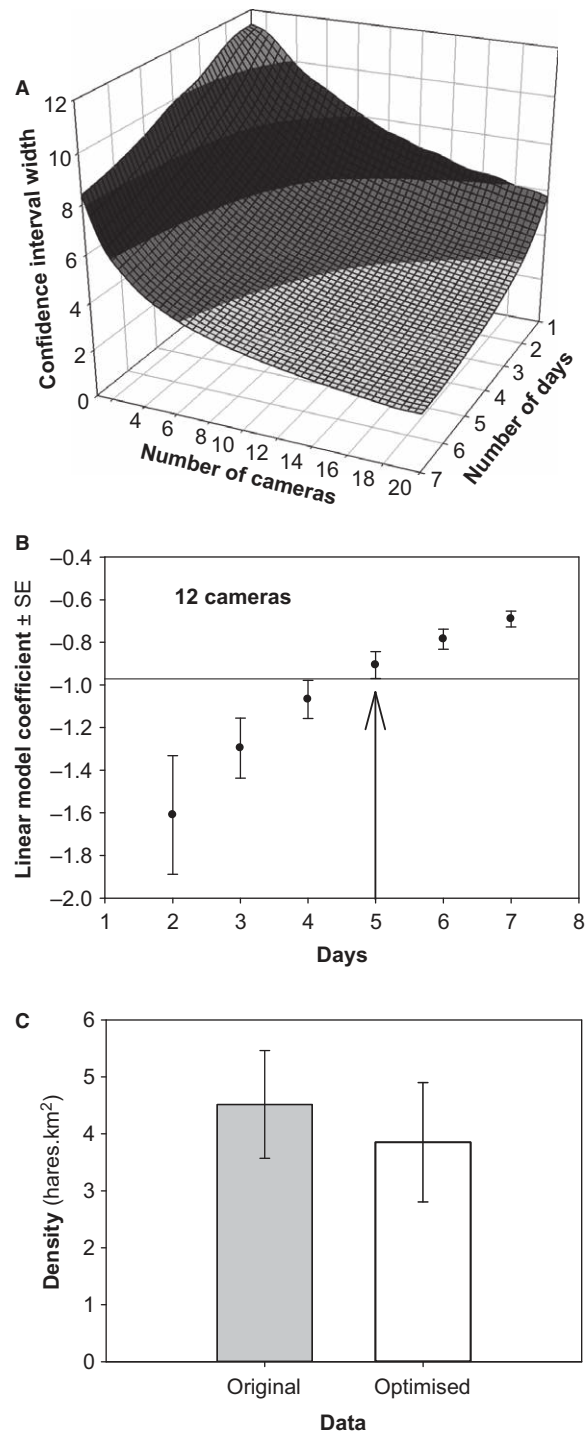 A
Confidence interval width
12
10
8
6
4
2
0
4 6 8 10 12 14 16 18 20
Number of cameras
1
2
3
4
5
6
7
Number of days
B
Linear model coefficient ± SE
12 cameras
–0.4
–0.6
–0.8
–1.0
–1.2
–1.4
–1.6
–1.8
–2.0
1 2 3 4 5 6 7 8
Days
C
Density (hares.km²)
6
5
4
3
2
1
0
Original Optimised
Data